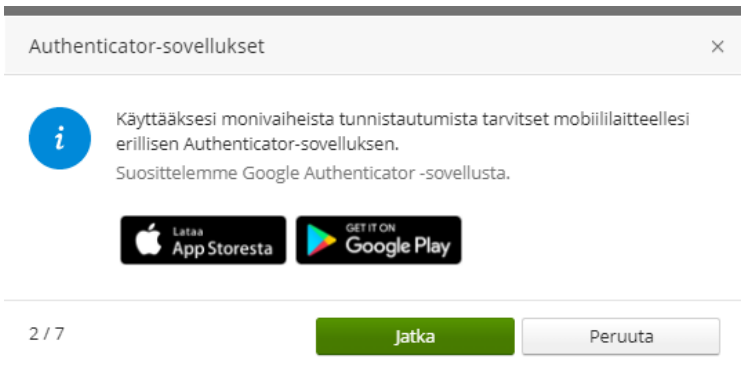 Authenticator-sovellukset
Käyttääksesi monivaiheista tunnistautumista tarvitset mobiililaitteellesi
erillisen Authenticator-sovelluksen.
Suosittelemme Google Authenticator -sovellusta.
Lataa
App Storesta
GET IT ON
Google Play
2 / 7
Jatka
Peruuta